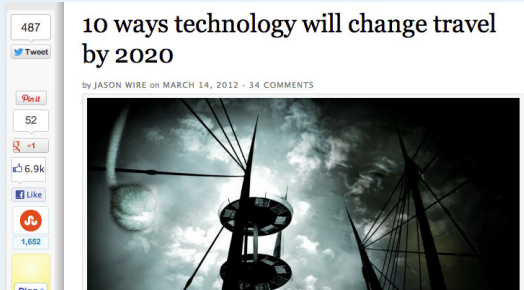 487
Tweet
Pin it
52
+1
6.9k
Like
1,652
10 ways technology will change travel
by 2020
by JASON WIRE on MARCH 14, 2012 - 34 COMMENTS